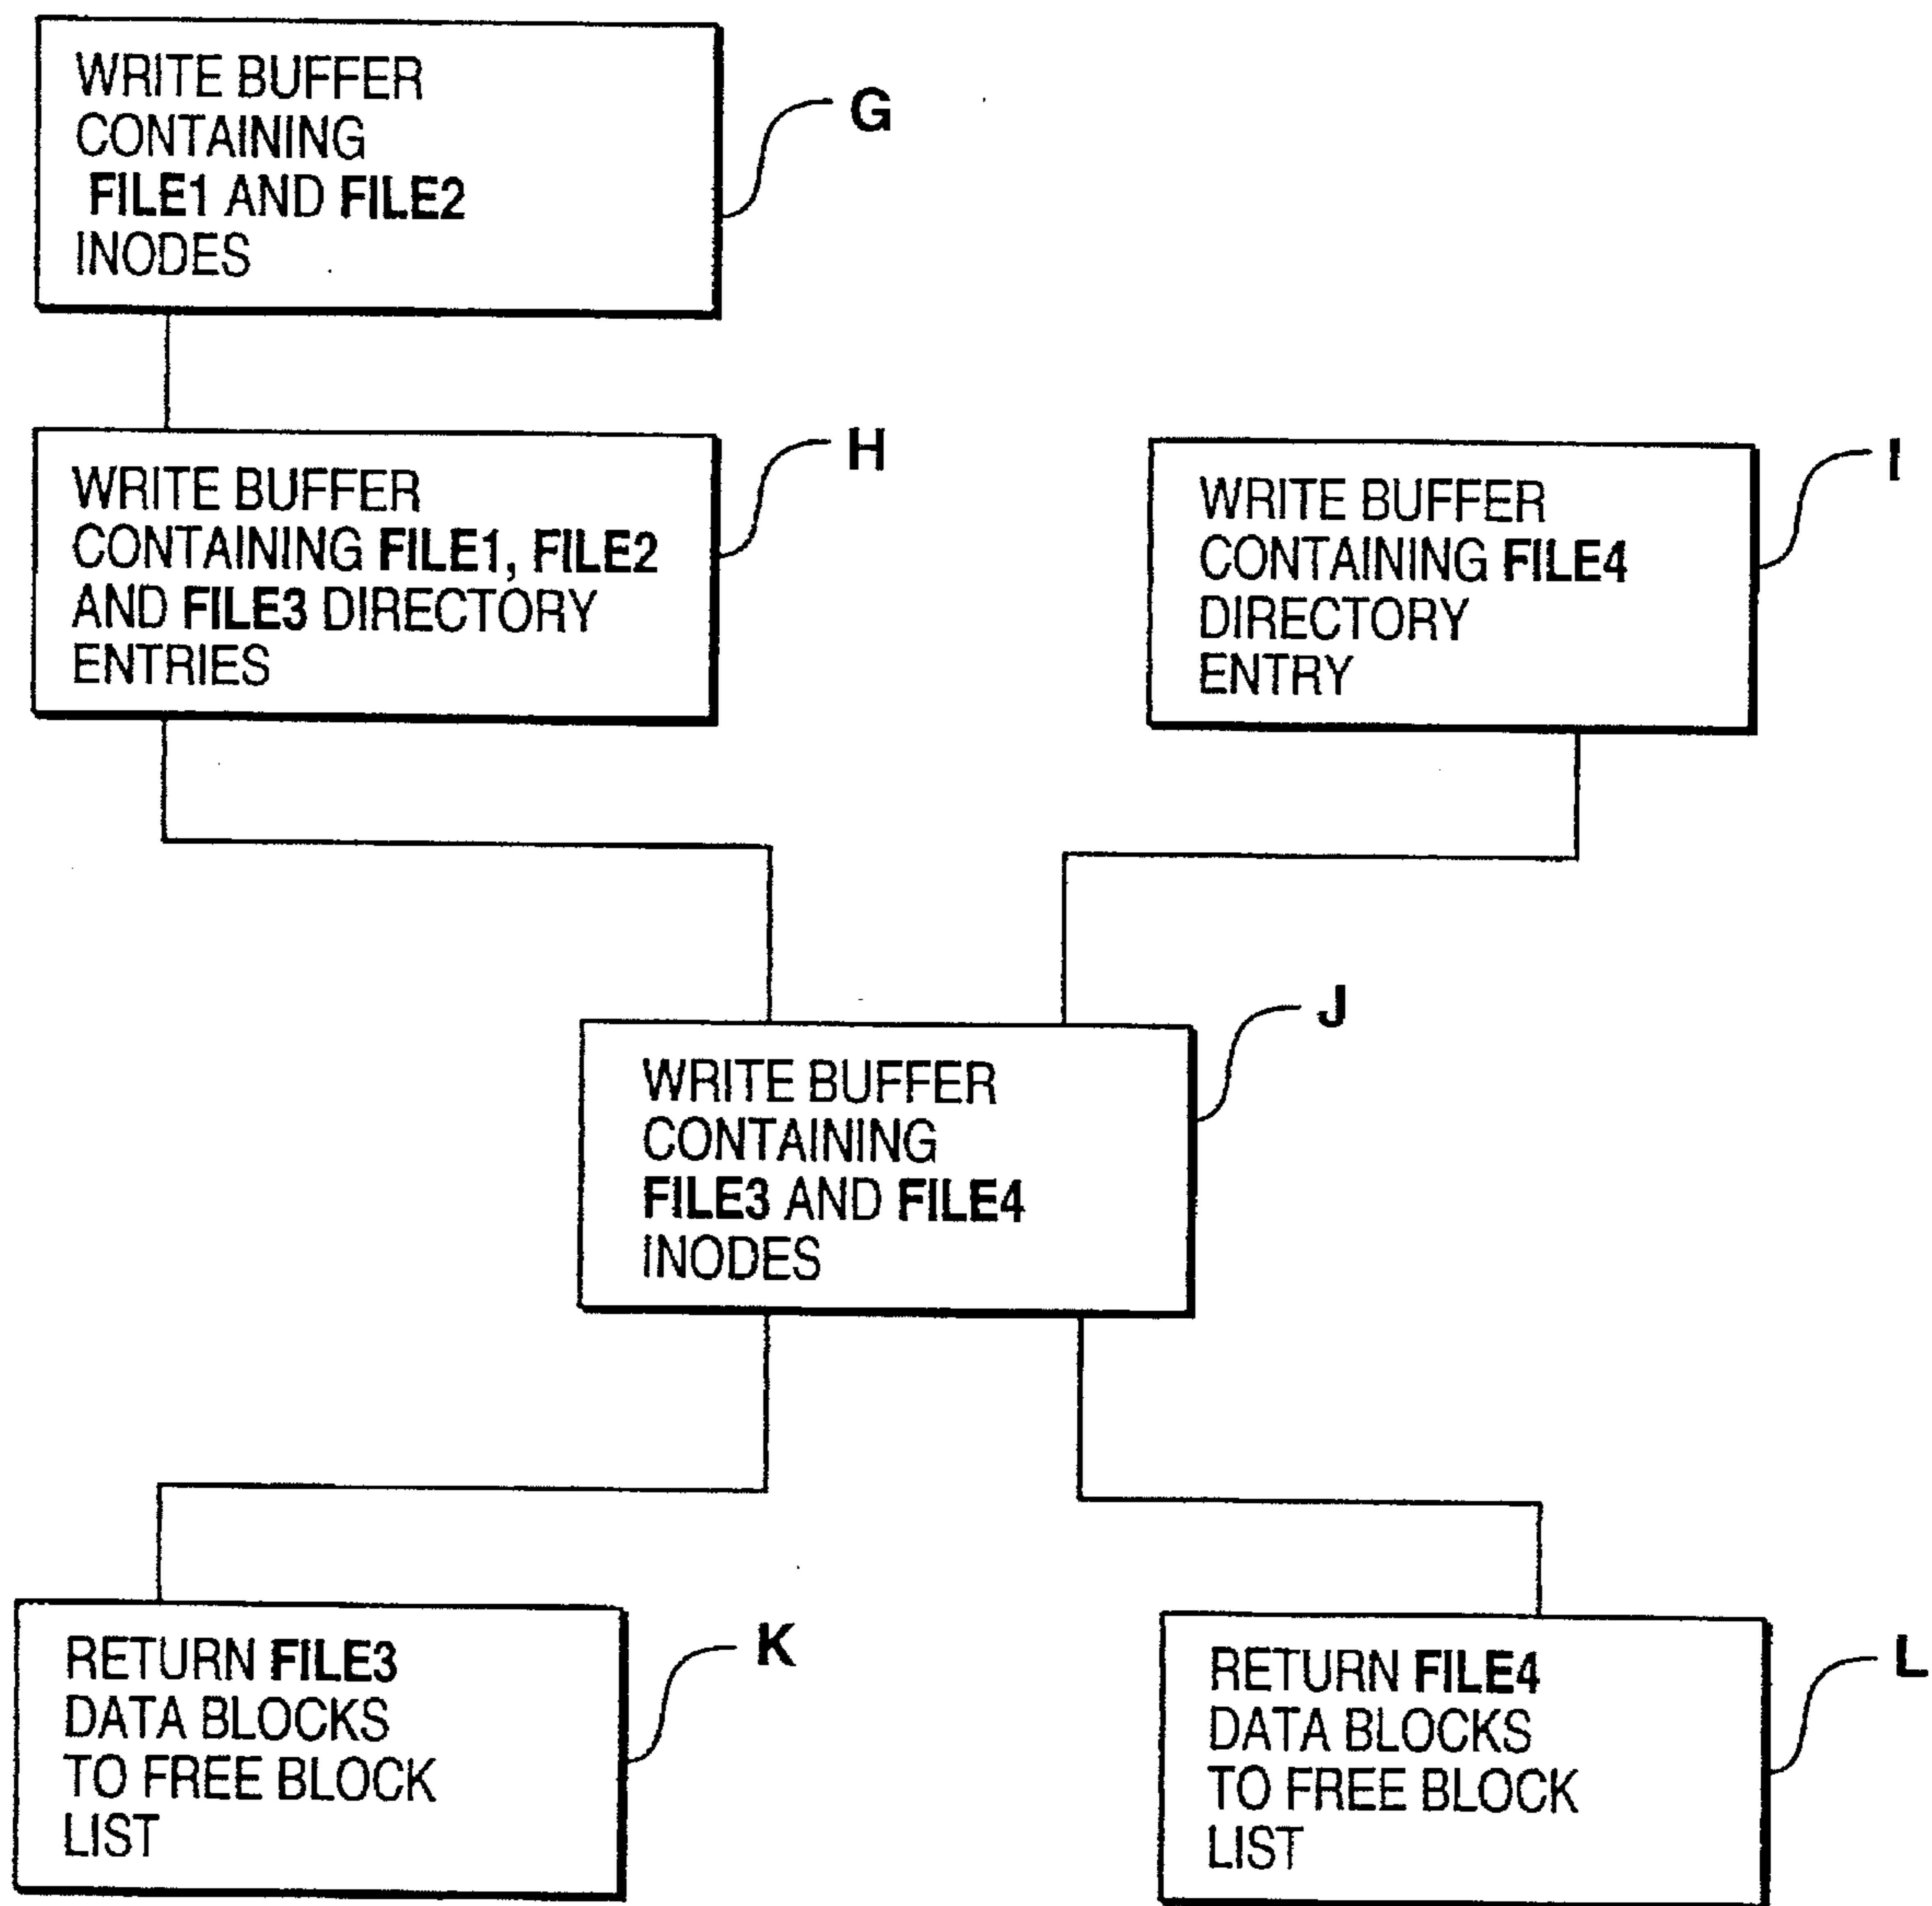 WRITE BUFFER
CONTAINING
FILE1 AND FILE2
INODES
G
WRITE BUFFER
CONTAINING FILE1, FILE2
AND FILE3 DIRECTORY
ENTRIES
H
WRITE BUFFER
CONTAINING FILE4
DIRECTORY
ENTRY
I
WRITE BUFFER
CONTAINING
FILE3 AND FILE4
INODES
J
RETURN FILE3
DATA BLOCKS
TO FREE BLOCK
LIST
K
RETURN FILE4
DATA BLOCKS
TO FREE BLOCK
LIST
L